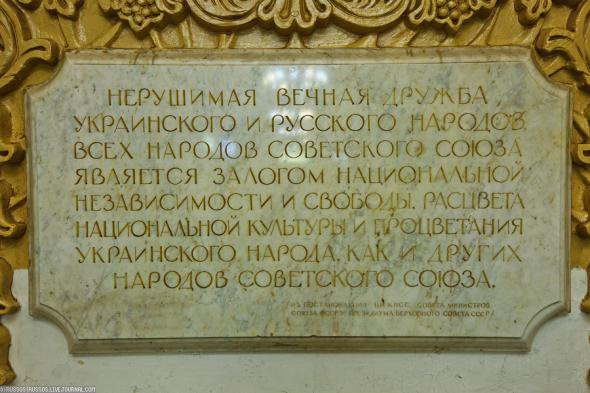 НЕРУШИМАЯ ВЕЧНАЯ ДРУЖБА
УКРАИНСКОГО И РУССКОГО НАРОДОВ,
ВСЕХ НАРОДОВ СОВЕТСКОГО СОЮЗА
ЯВЛЯЕТСЯ ЗАЛОГОМ НАЦИОНАЛЬНОЙ
НЕЗАВИСИМОСТИ И СВОБОДЫ, РАСЦВЕТА
НАЦИОНАЛЬНОЙ КУЛЬТУРЫ И ПРОЦВЕТАНИЯ
УКРАИНСКОГО НАРОДА, КАК И ДРУГИХ
НАРОДОВ СОВЕТСКОГО СОЮЗА.
ИЗ ПОСТАНОВЛЕНИЯ КПСС, СОВЕТА МИНИСТРОВ
СОЮЗА ССР И ПРЕЗИДИУМА ВЕРХОВНОГО СОВЕТА СССР
RUSSOS.LIVEJOURNAL.COM